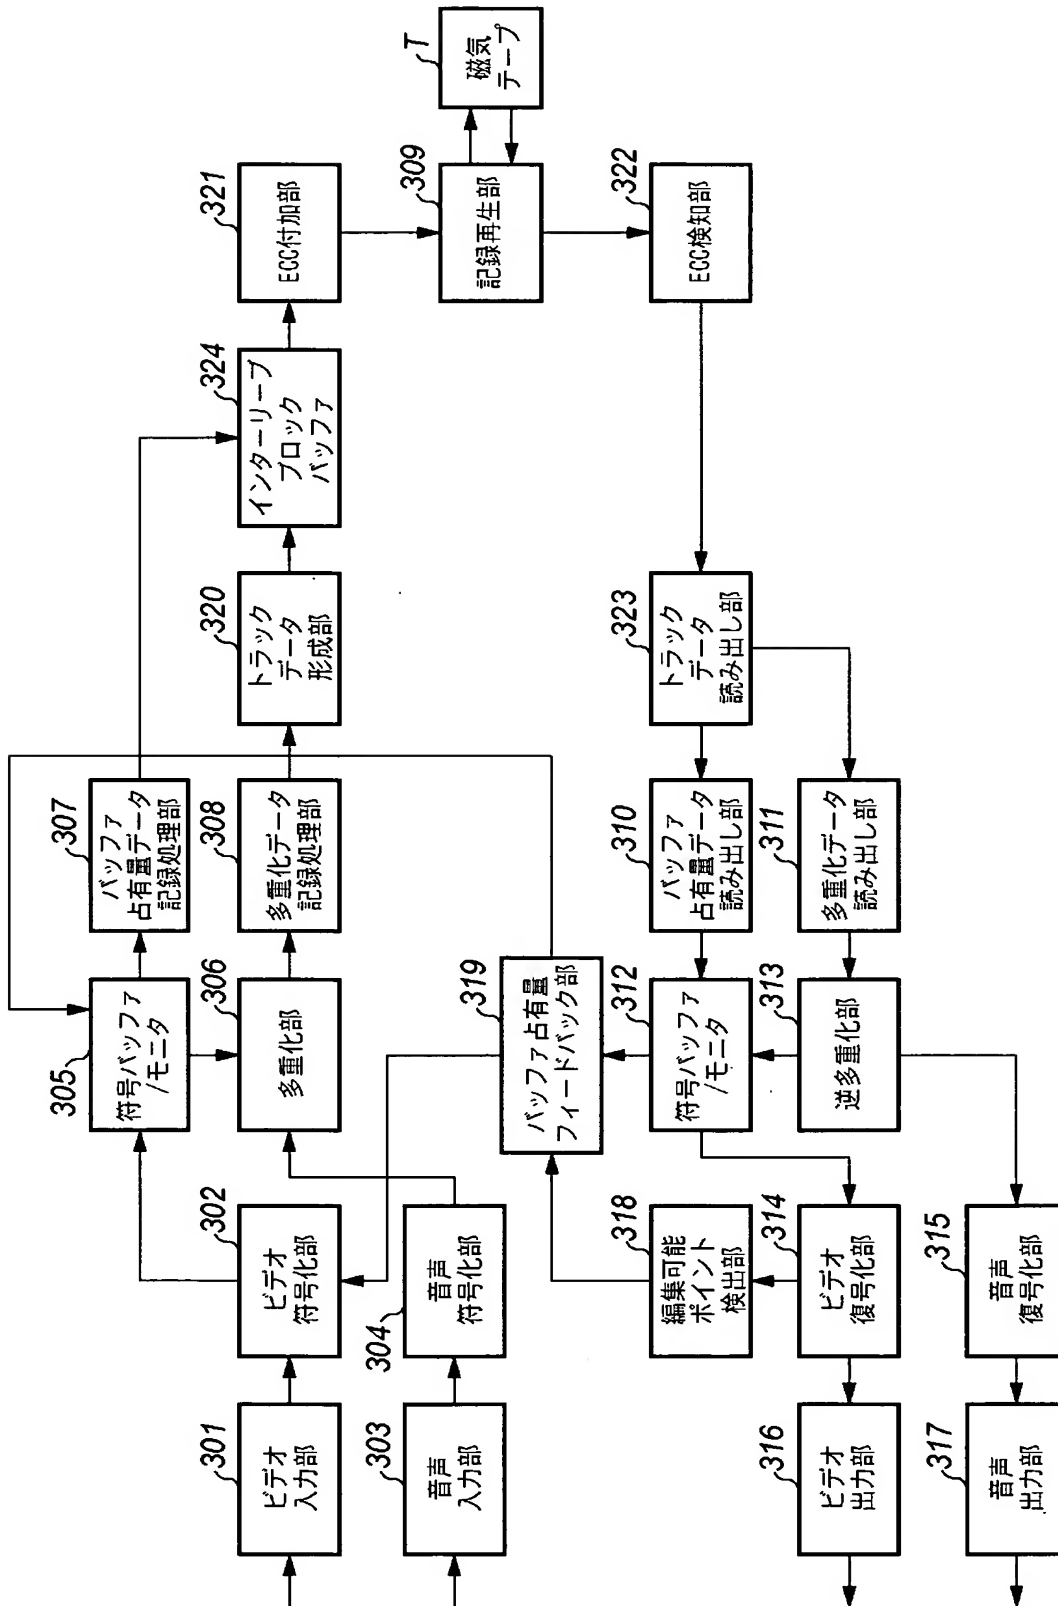 301
ビデオ
入力部
302
ビデオ
符号化部
303
音声
入力部
304
音声
符号化部
305
符号バッファ
/モニタ
306
多重化部
307
バッファ
占有量データ
記録処理部
308
多重化データ
記録処理部
320
トラック
データ
形成部
324
インターリーブ
ブロック
バッファ
321
ECC付加部
309
記録再生部
T
磁気
テープ
322
ECC検知部
323
トラック
データ
読み出し部
310
バッファ
占有量データ
読み出し部
311
多重化データ
読み出し部
312
符号バッファ
/モニタ
313
逆多重化部
319
バッファ占有量
フィードバック部
318
編集可能
ポイント
検出部
314
ビデオ
復号化部
315
音声
復号化部
316
ビデオ
出力部
317
音声
出力部